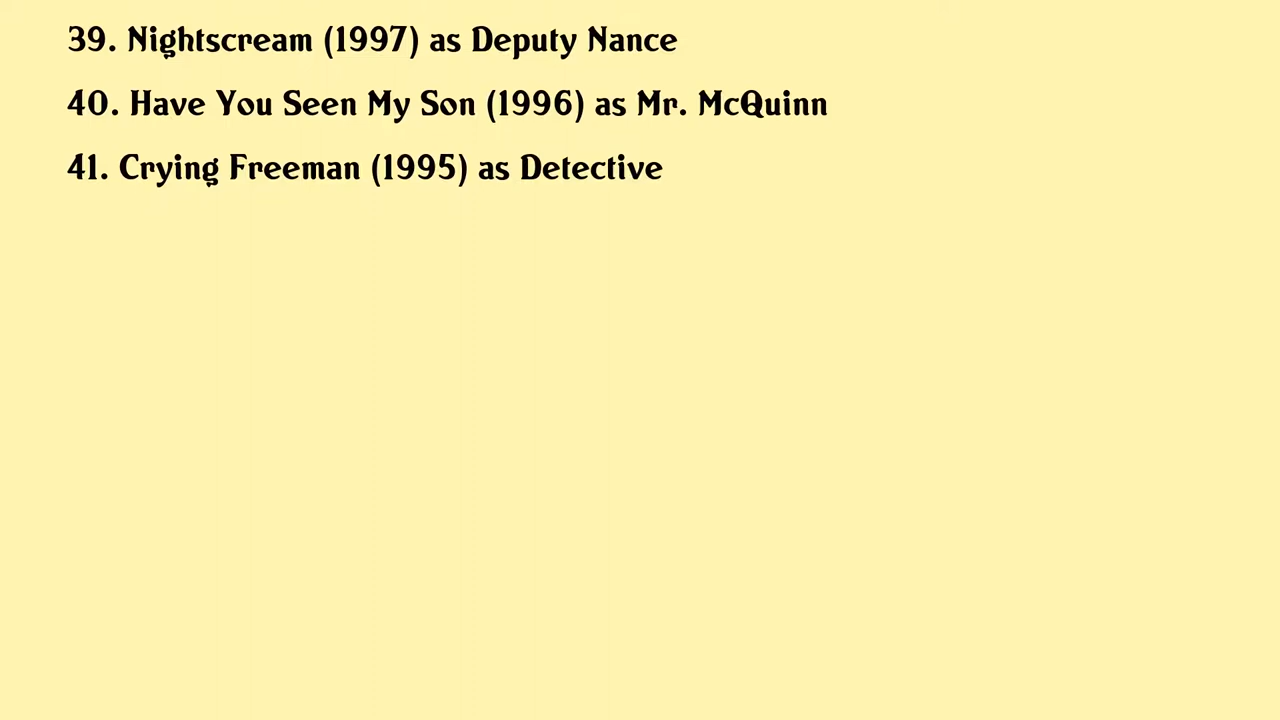 39. Nightscream (1997) as Deputy Nance
40. Have You Seen My Son (1996) as Mr. McQuinn
41. Crying Freeman (1995) as Detective